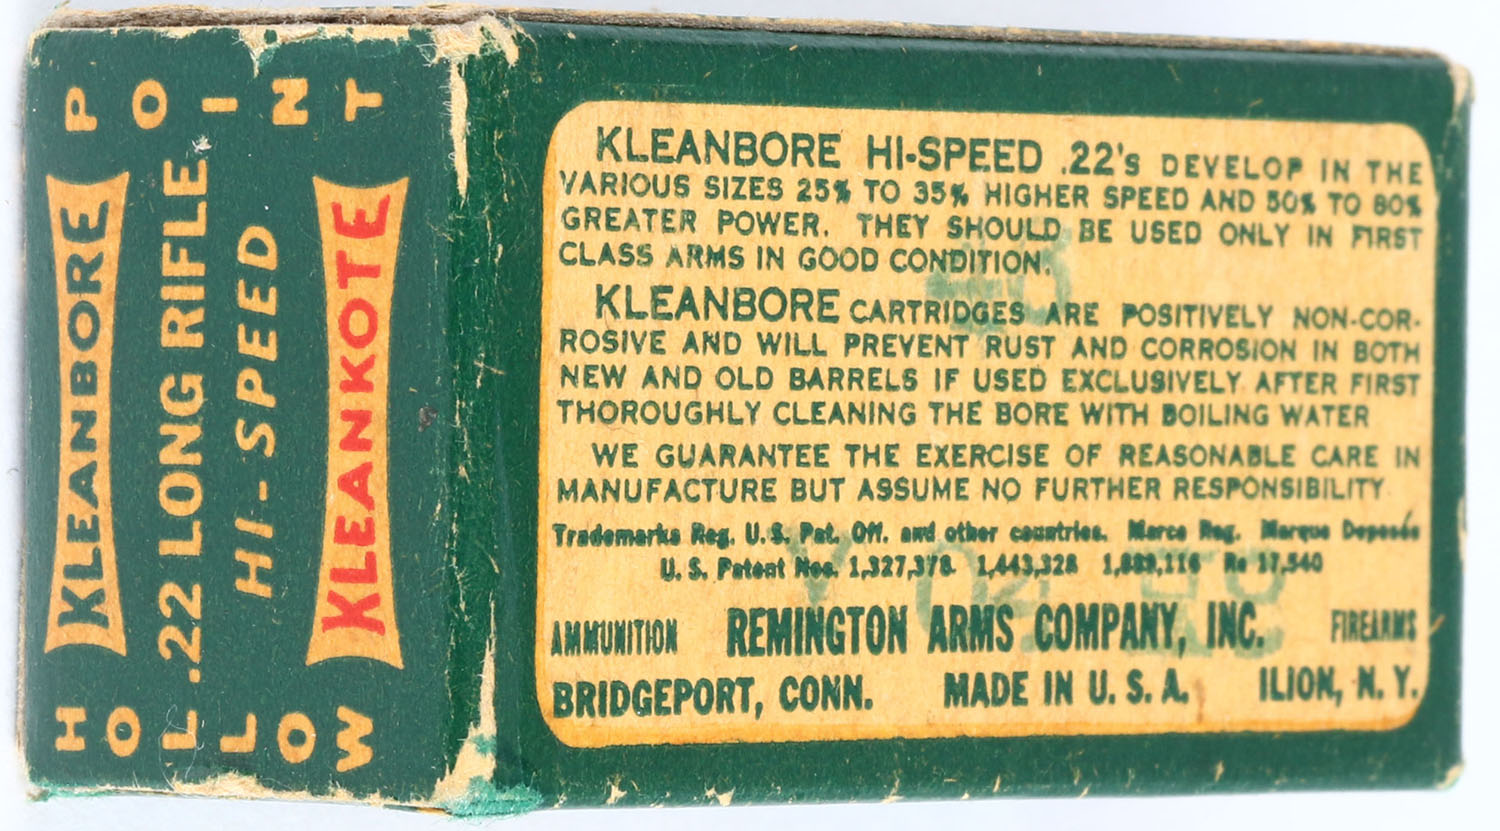 HOLLOW
POINT
KLEANBORE
.22 LONG RIFLE
HI-SPEED
KLEANKOTE
KLEANBORE HI-SPEED .22's DEVELOP IN THE
VARIOUS SIZES 25% TO 35% HIGHER SPEED AND 50% TO 80%
GREATER POWER. THEY SHOULD BE USED ONLY IN FIRST
CLASS ARMS IN GOOD CONDITION.
KLEANBORE CARTRIDGES ARE POSITIVELY NON-COR-
ROSIVE AND WILL PREVENT RUST AND CORROSION IN BOTH
NEW AND OLD BARRELS IF USED EXCLUSIVELY AFTER FIRST
THOROUGHLY CLEANING THE BORE WITH BOILING WATER
WE GUARANTEE THE EXERCISE OF REASONABLE CARE IN
MANUFACTURE BUT ASSUME NO FURTHER RESPONSIBILITY.
Trademarks Reg. U.S. Pat. Off. and other countries. Marca Reg. Marque Deposée
U.S. Patent Nos. 1,327,378 1,443,328 1,889,116 Re 17,540
AMMUNITION REMINGTON ARMS COMPANY, INC. FIREARMS
BRIDGEPORT, CONN. MADE IN U.S.A. ILION, N.Y.